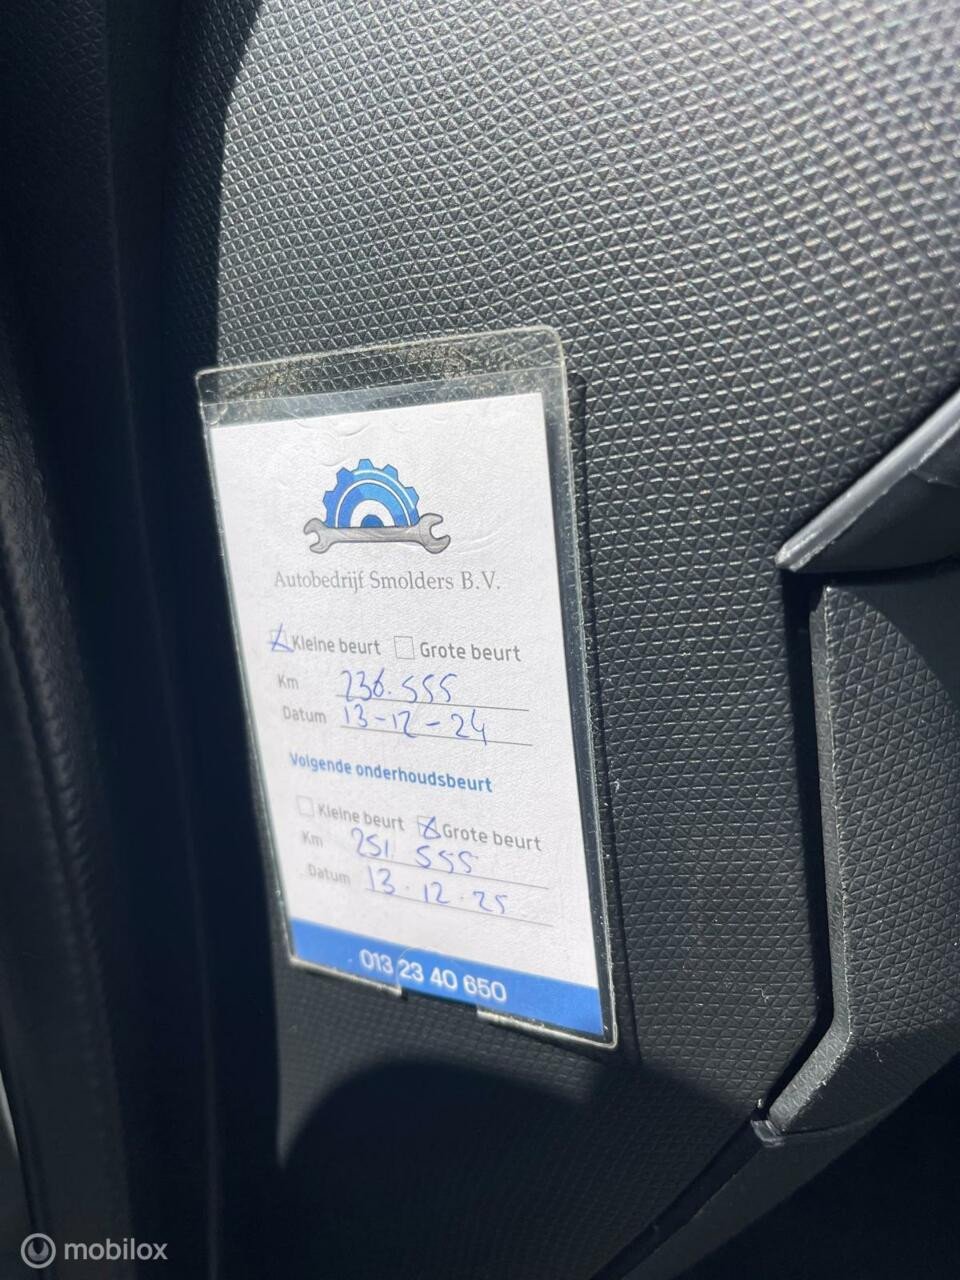 Autobedrijf Smolders B.V.
Kleine beurt Grote beurt
Km 236.555
Datum 13-12-24
Volgende onderhoudsbeurt
Kleine beurt Grote beurt
Km 251.555
Datum 13.12.25
013 23 40 650
mobilox